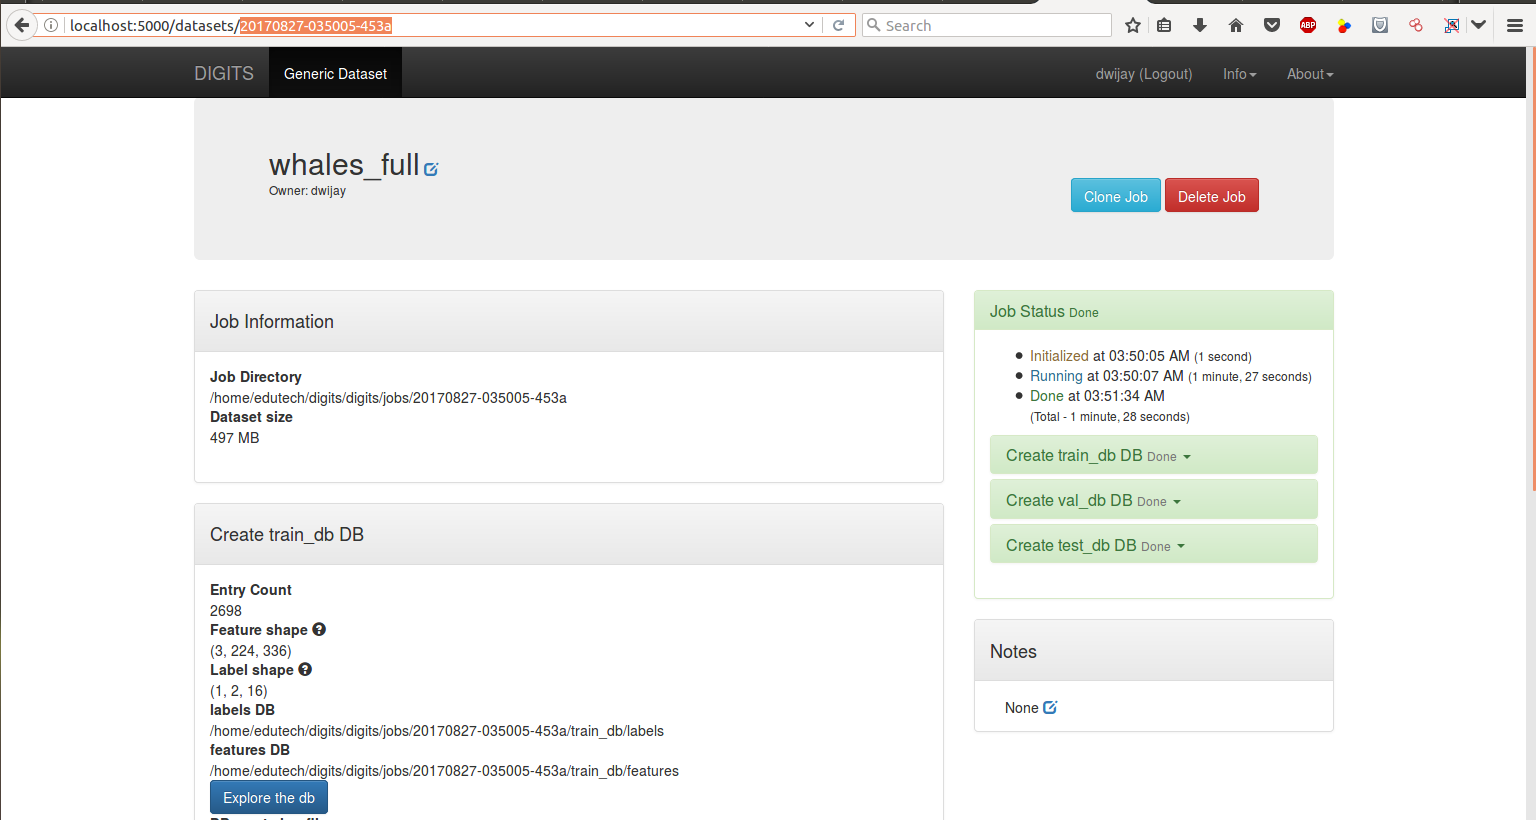 localhost:5000/datasets/20170827-035005-453a
Search
ABP
DIGITS
Generic Dataset
dwijay (Logout)
Info
About
whales_full
Owner: dwijay
Clone Job
Delete Job
Job Information
Job Directory
/home/edutech/digits/digits/jobs/20170827-035005-453a
Dataset size
497 MB
Create train_db DB
Entry Count
2698
Feature shape
(3, 224, 336)
Label shape
(1, 2, 16)
labels DB
/home/edutech/digits/digits/jobs/20170827-035005-453a/train_db/labels
features DB
/home/edutech/digits/digits/jobs/20170827-035005-453a/train_db/features
Explore the db
Job Status Done
Initialized at 03:50:05 AM (1 second)
Running at 03:50:07 AM (1 minute, 27 seconds)
Done at 03:51:34 AM
(Total - 1 minute, 28 seconds)
Create train_db DB Done
Create val_db DB Done
Create test_db DB Done
Notes
None